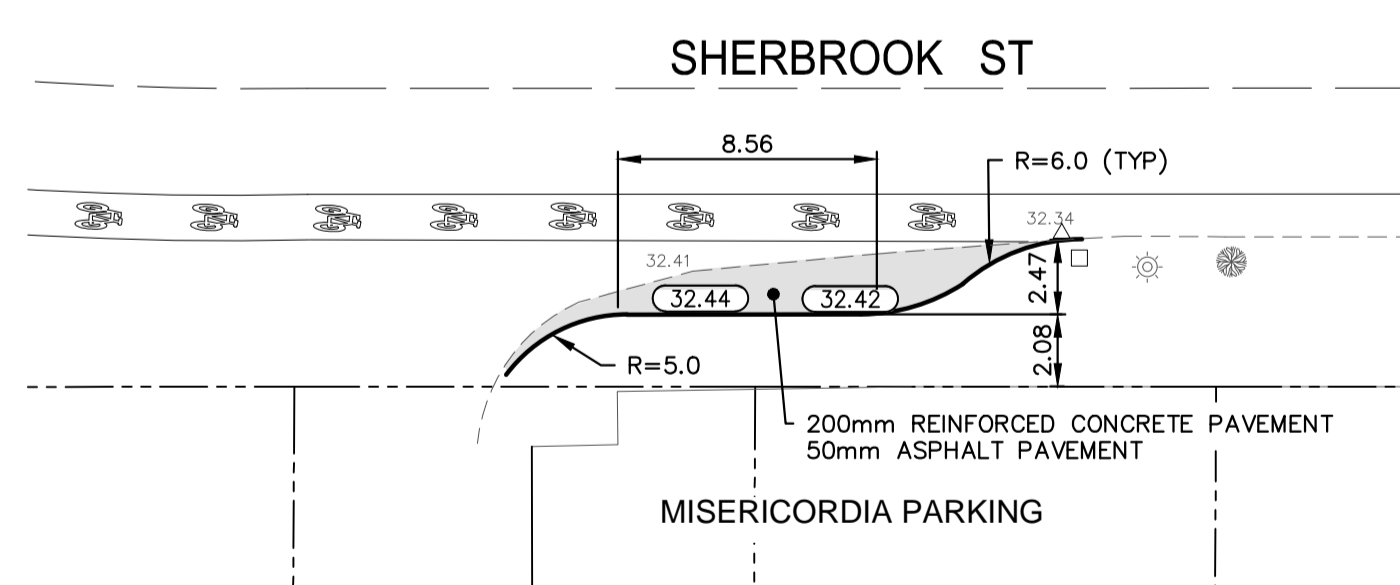 SHERBROOK ST
8.56
R=6.0 (TYP)
32.34
32.41
2.47
32.44
32.42
2.08
R=5.0
200mm REINFORCED CONCRETE PAVEMENT
50mm ASPHALT PAVEMENT
MISERICORDIA PARKING